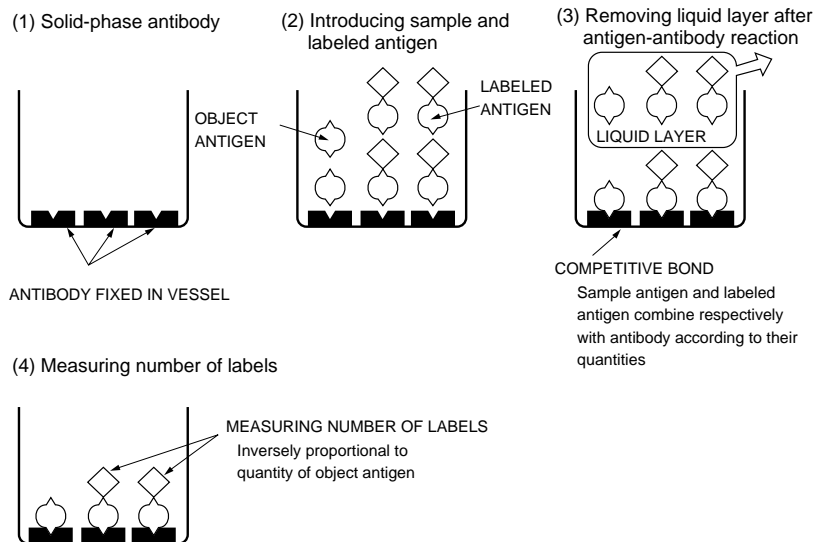 (1) Solid-phase antibody
(2) Introducing sample and
labeled antigen
(3) Removing liquid layer after
antigen-antibody reaction
OBJECT
ANTIGEN
LABELED
ANTIGEN
LIQUID LAYER
ANTIBODY FIXED IN VESSEL
COMPETITIVE BOND
Sample antigen and labeled
antigen combine respectively
with antibody according to their
quantities
(4) Measuring number of labels
MEASURING NUMBER OF LABELS
Inversely proportional to
quantity of object antigen